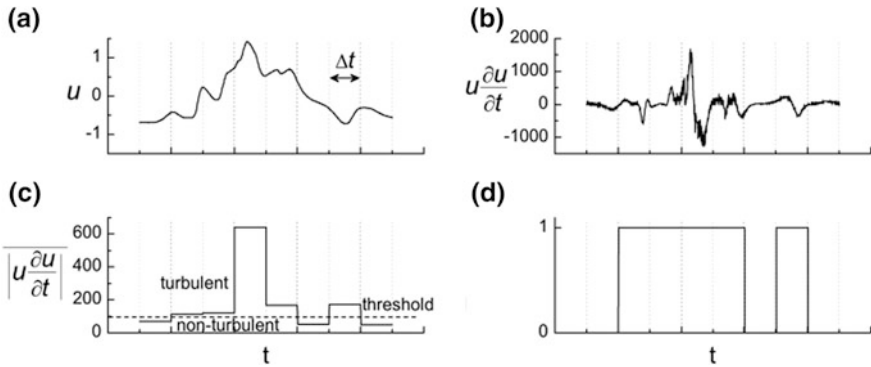 (a)
1
0
-1
u
Δt
(b)
2000
1000
0
-1000
u ∂u/∂t
(c)
600
400
200
0
|u ∂u/∂t|
turbulent
non-turbulent
threshold
t
(d)
1
0
t